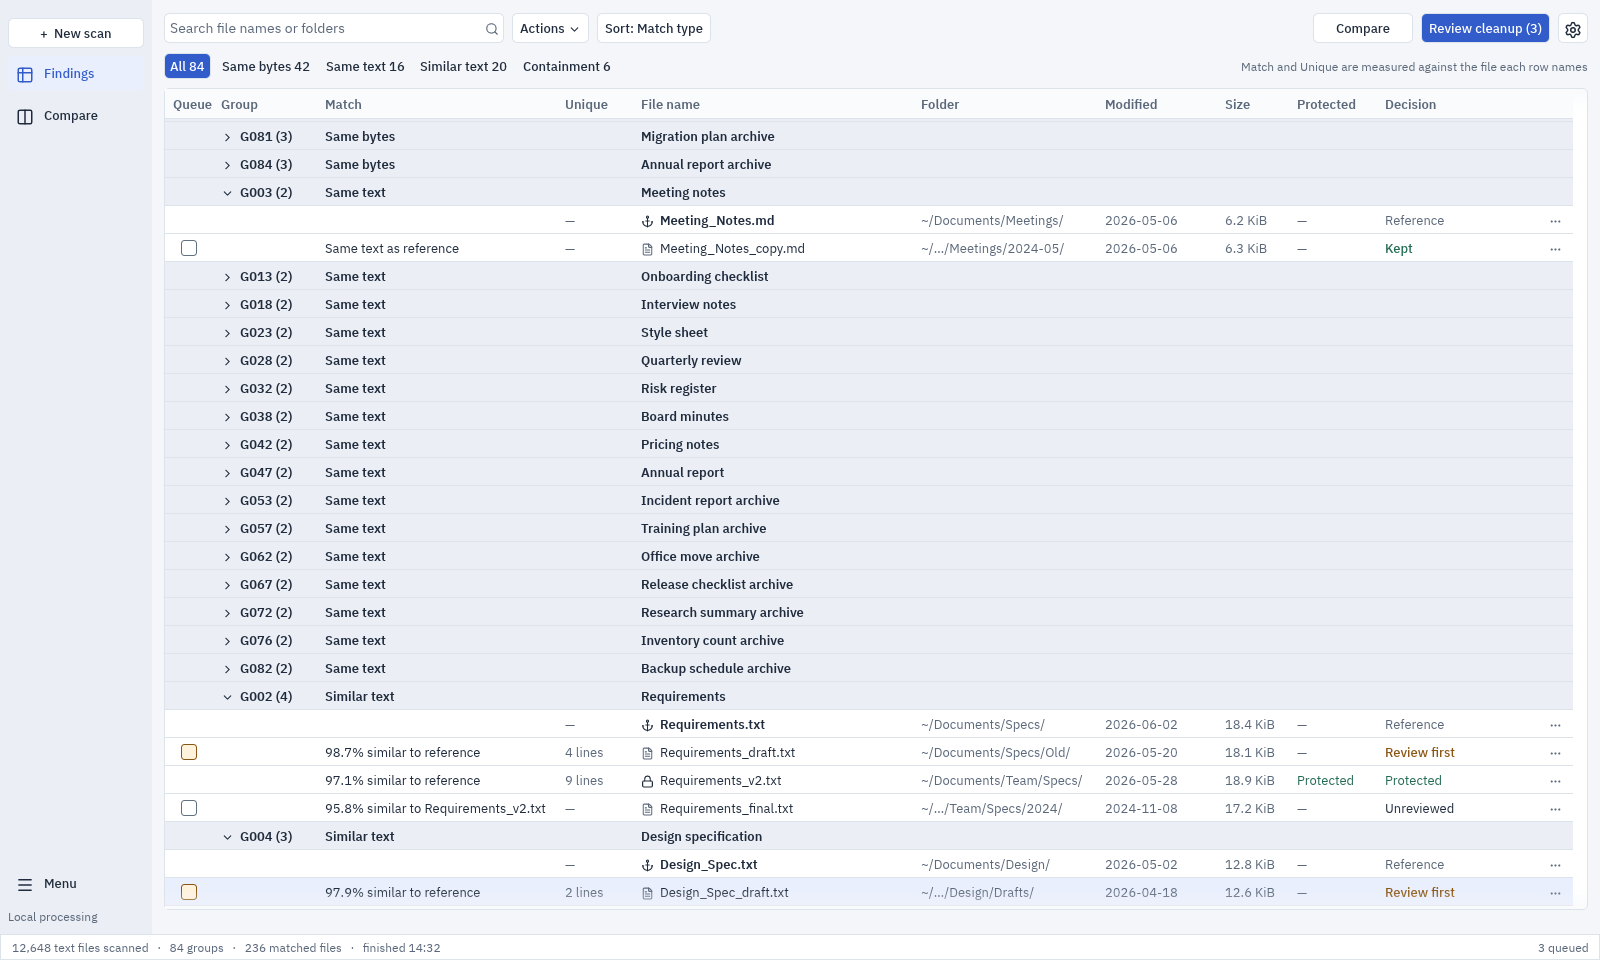 + New scan
Findings
Compare
Menu
Local processing
Search file names or folders
Actions
Sort: Match type
Compare
Review cleanup (3)
All 84
Same bytes 42
Same text 16
Similar text 20
Containment 6
Match and Unique are measured against the file each row names
Queue Group Match Unique File name Folder Modified Size Protected Decision
G081 (3) Same bytes Migration plan archive
G084 (3) Same bytes Annual report archive
G003 (2) Same text Meeting notes
— Meeting_Notes.md ~/Documents/Meetings/ 2026-05-06 6.2 KiB — Reference ...
Same text as reference — Meeting_Notes_copy.md ~/.../Meetings/2024-05/ 2026-05-06 6.3 KiB — Kept ...
G013 (2) Same text Onboarding checklist
G018 (2) Same text Interview notes
G023 (2) Same text Style sheet
G028 (2) Same text Quarterly review
G032 (2) Same text Risk register
G038 (2) Same text Board minutes
G042 (2) Same text Pricing notes
G047 (2) Same text Annual report
G053 (2) Same text Incident report archive
G057 (2) Same text Training plan archive
G062 (2) Same text Office move archive
G067 (2) Same text Release checklist archive
G072 (2) Same text Research summary archive
G076 (2) Same text Inventory count archive
G082 (2) Same text Backup schedule archive
G002 (4) Similar text Requirements
— Requirements.txt ~/Documents/Specs/ 2026-06-02 18.4 KiB — Reference ...
98.7% similar to reference 4 lines Requirements_draft.txt ~/Documents/Specs/Old/ 2026-05-20 18.1 KiB — Review first ...
97.1% similar to reference 9 lines Requirements_v2.txt ~/Documents/Team/Specs/ 2026-05-28 18.9 KiB Protected Protected ...
95.8% similar to Requirements_v2.txt — Requirements_final.txt ~/.../Team/Specs/2024/ 2024-11-08 17.2 KiB — Unreviewed ...
G004 (3) Similar text Design specification
— Design_Spec.txt ~/Documents/Design/ 2026-05-02 12.8 KiB — Reference ...
97.9% similar to reference 2 lines Design_Spec_draft.txt ~/.../Design/Drafts/ 2026-04-18 12.6 KiB — Review first ...
12,648 text files scanned · 84 groups · 236 matched files · finished 14:32
3 queued